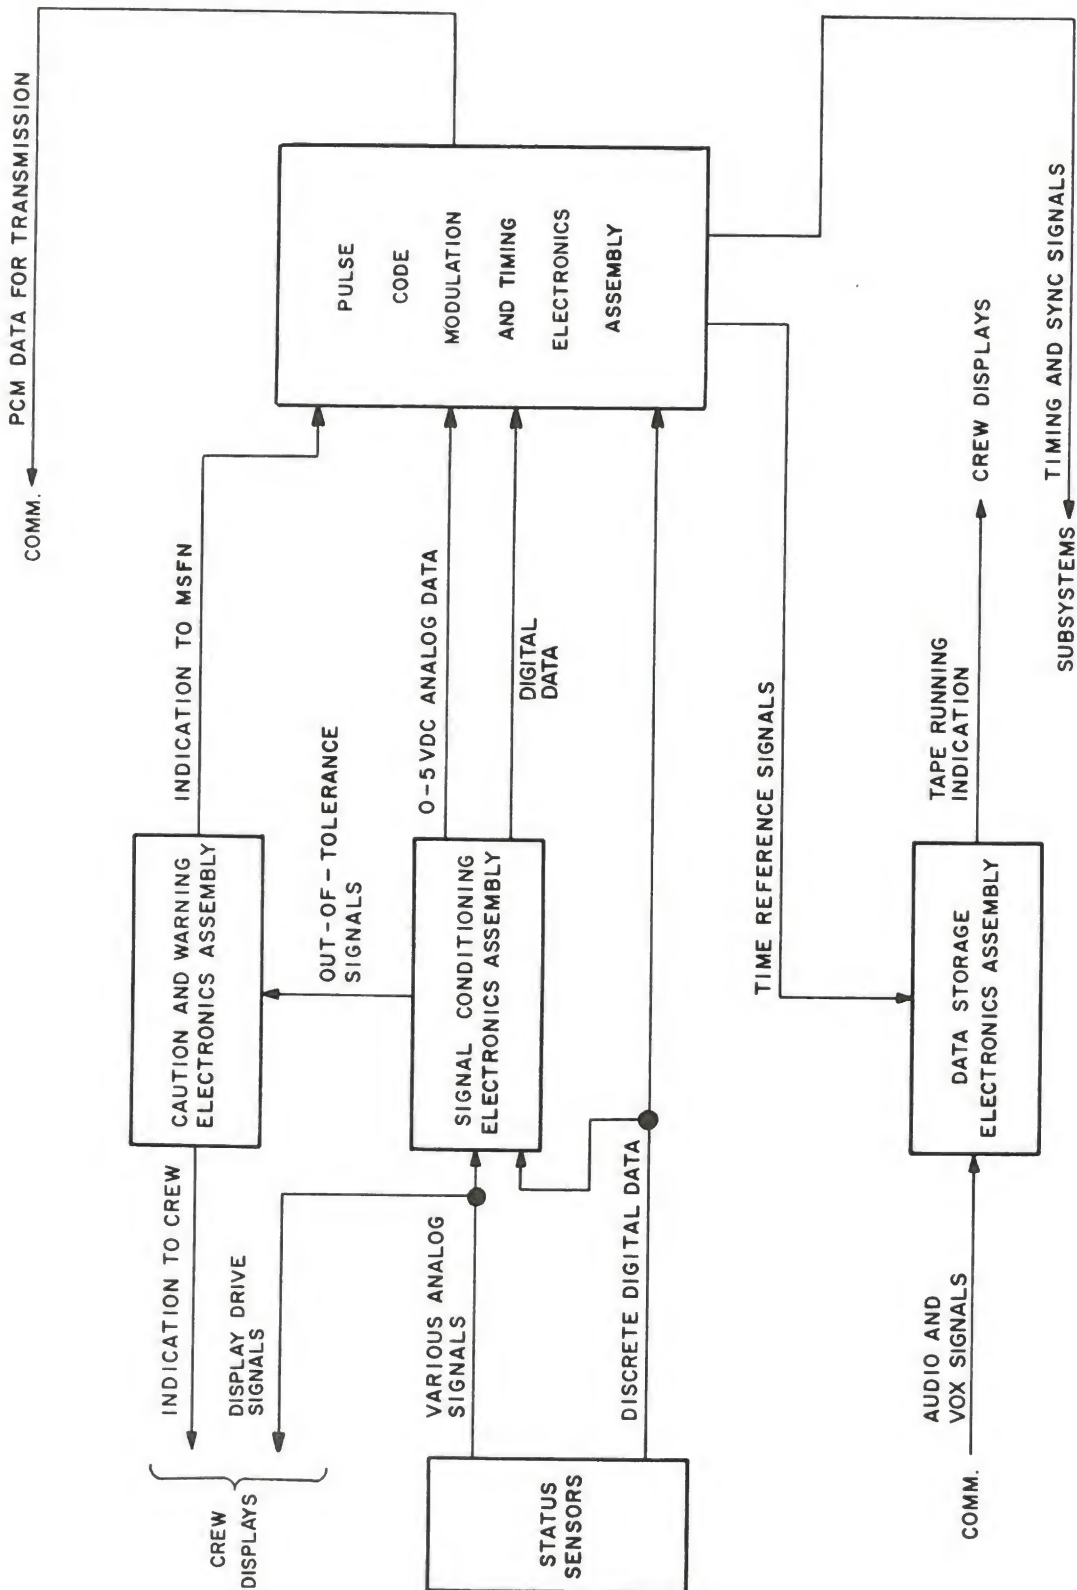 COMM.
PCM DATA FOR TRANSMISSION
CREW
DISPLAYS
INDICATION TO CREW
DISPLAY DRIVE
SIGNALS
CAUTION AND WARNING
ELECTRONICS ASSEMBLY
INDICATION TO MSFN
OUT-OF-TOLERANCE
SIGNALS
STATUS
SENSORS
VARIOUS ANALOG
SIGNALS
DISCRETE DIGITAL DATA
SIGNAL CONDITIONING
ELECTRONICS ASSEMBLY
0-5 VDC ANALOG DATA
DIGITAL
DATA
PULSE
CODE
MODULATION
AND TIMING
ELECTRONICS
ASSEMBLY
TIME REFERENCE SIGNALS
COMM.
AUDIO AND
VOX SIGNALS
DATA STORAGE
ELECTRONICS ASSEMBLY
TAPE RUNNING
INDICATION
CREW DISPLAYS
SUBSYSTEMS
TIMING AND SYNC SIGNALS